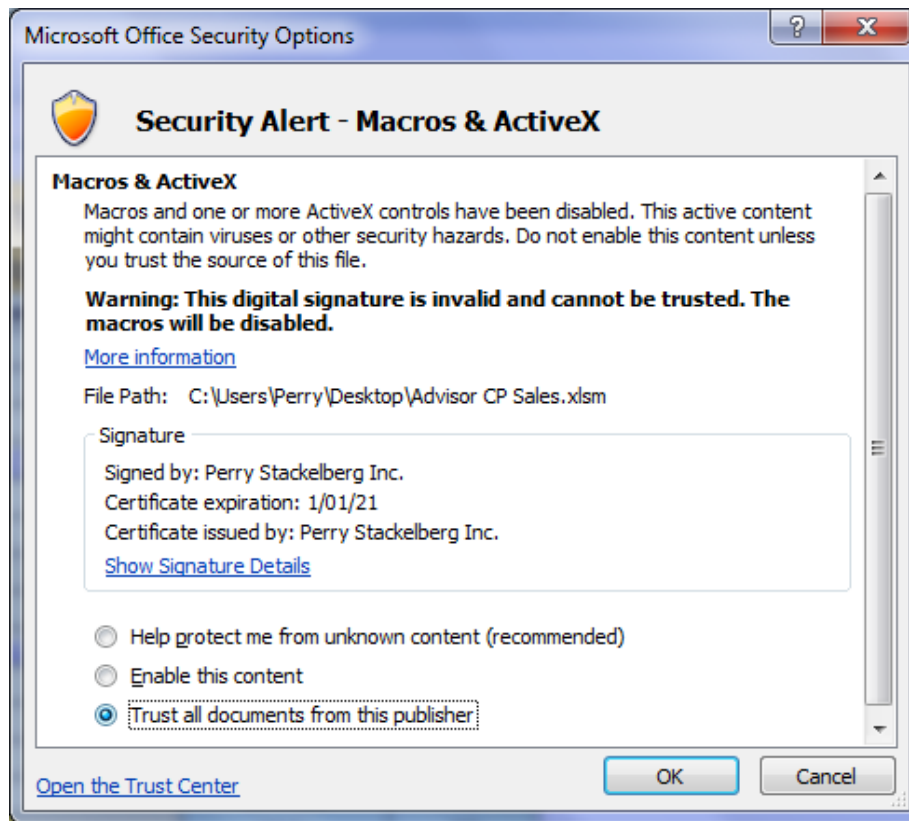 Microsoft Office Security Options
Security Alert - Macros & ActiveX
Macros & ActiveX
Macros and one or more ActiveX controls have been disabled. This active content
might contain viruses or other security hazards. Do not enable this content unless
you trust the source of this file.
Warning: This digital signature is invalid and cannot be trusted. The
macros will be disabled.
More information
File Path: C:\Users\Perry\Desktop\Advisor CP Sales.xlsm
Signature
Signed by: Perry Stackelberg Inc.
Certificate expiration: 1/01/21
Certificate issued by: Perry Stackelberg Inc.
Show Signature Details
Help protect me from unknown content (recommended)
Enable this content
Trust all documents from this publisher
Open the Trust Center
OK
Cancel